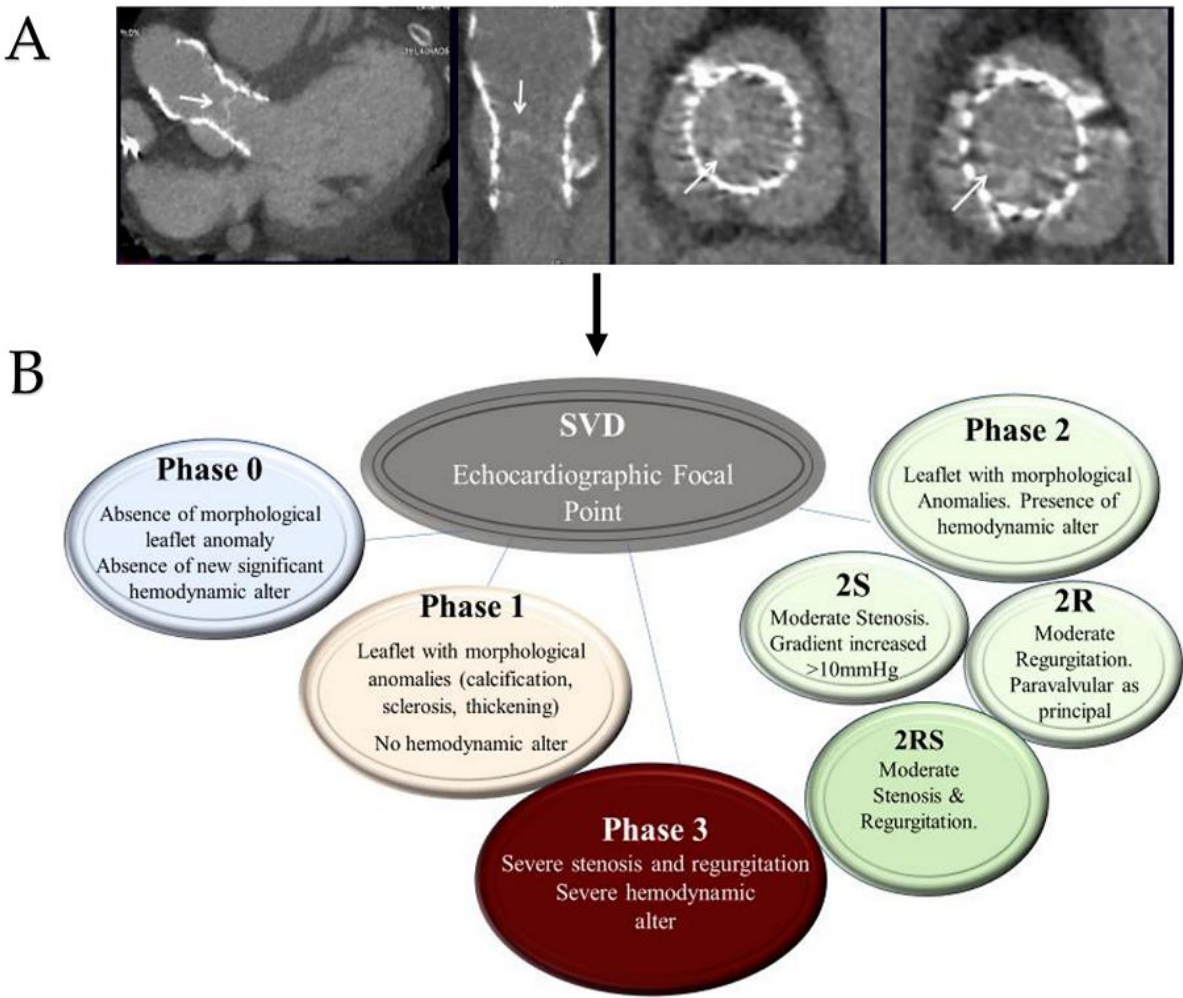 A
B
SVD
Echocardiographic Focal
Point
Phase 0
Absence of morphological
leaflet anomaly
Absence of new significant
hemodynamic alter
Phase 1
Leaflet with morphological
anomalies (calcification,
sclerosis, thickening)
No hemodynamic alter
Phase 2
Leaflet with morphological
Anomalies. Presence of
hemodynamic alter
2S
Moderate Stenosis.
Gradient increased
>10mmHg
2R
Moderate
Regurgitation.
Paravalvular as
principal
2RS
Moderate
Stenosis &
Regurgitation.
Phase 3
Severe stenosis and regurgitation
Severe hemodynamic
alter